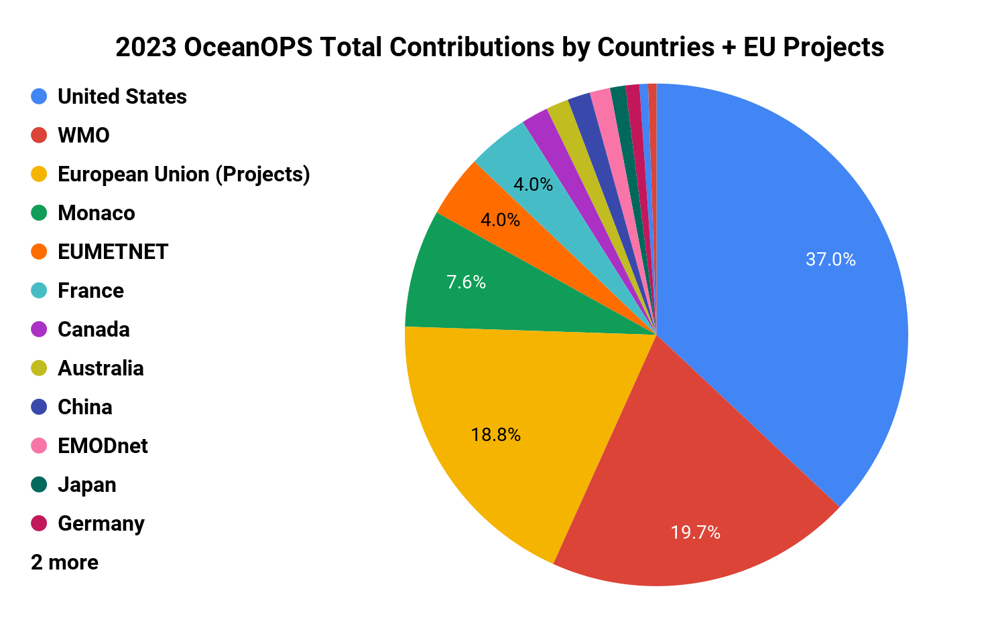 2023 OceanOPS Total Contributions by Countries + EU Projects
United States
WMO
European Union (Projects)
Monaco
EUMETNET
France
Canada
Australia
China
EMODnet
Japan
Germany
2 more
4.0%
4.0%
37.0%
7.6%
18.8%
19.7%